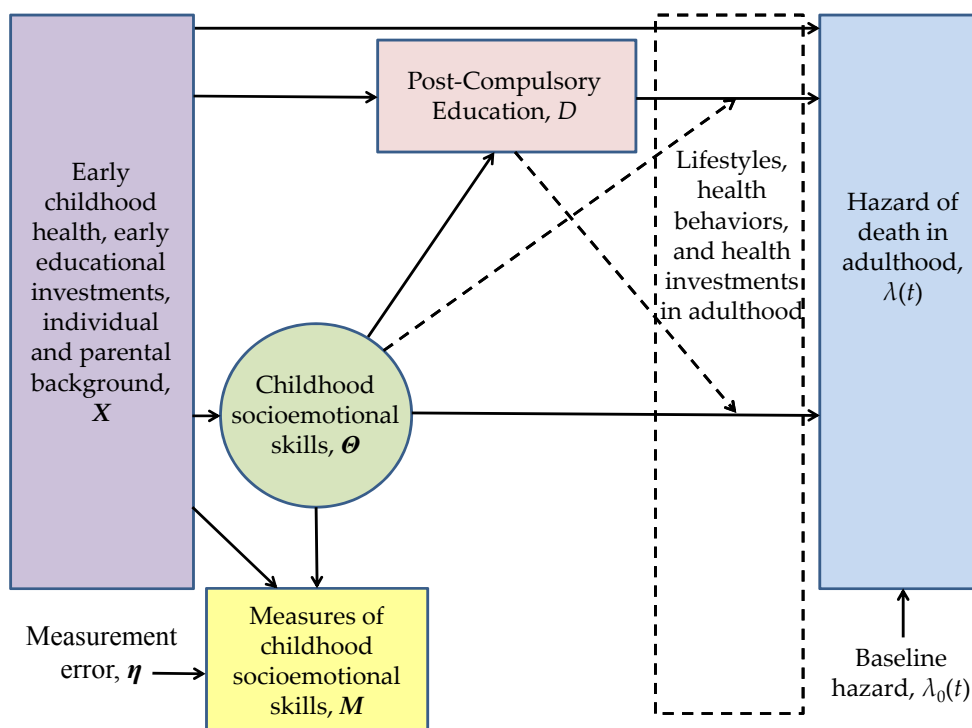 Early
childhood
health, early
educational
investments,
individual
and parental
background,
X
Post-Compulsory
Education, D
Lifestyles,
health
behaviors,
and health
investments
in adulthood
Hazard of
death in
adulthood,
λ(t)
Childhood
socioemotional
skills, Θ
Measurement
error, η
Measures of
childhood
socioemotional
skills, M
Baseline
hazard, λ₀(t)